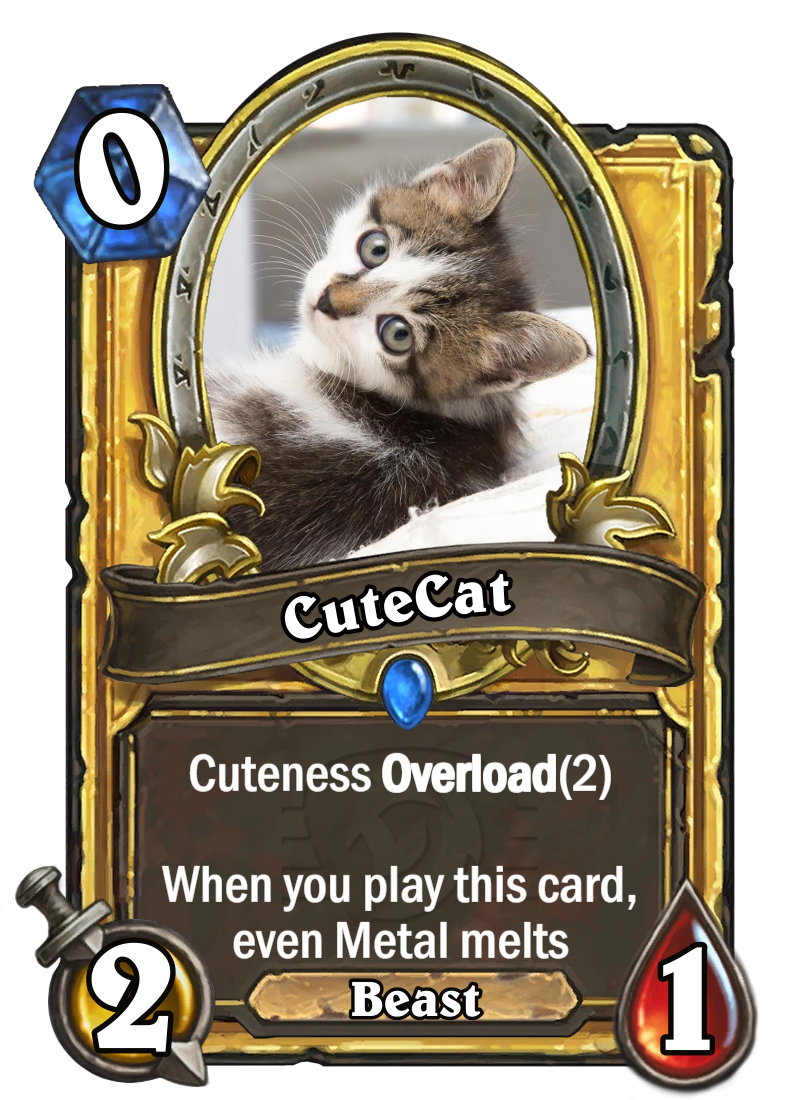 0
CuteCat
Cuteness Overload(2)
When you play this card,
even Metal melts
2
Beast
1